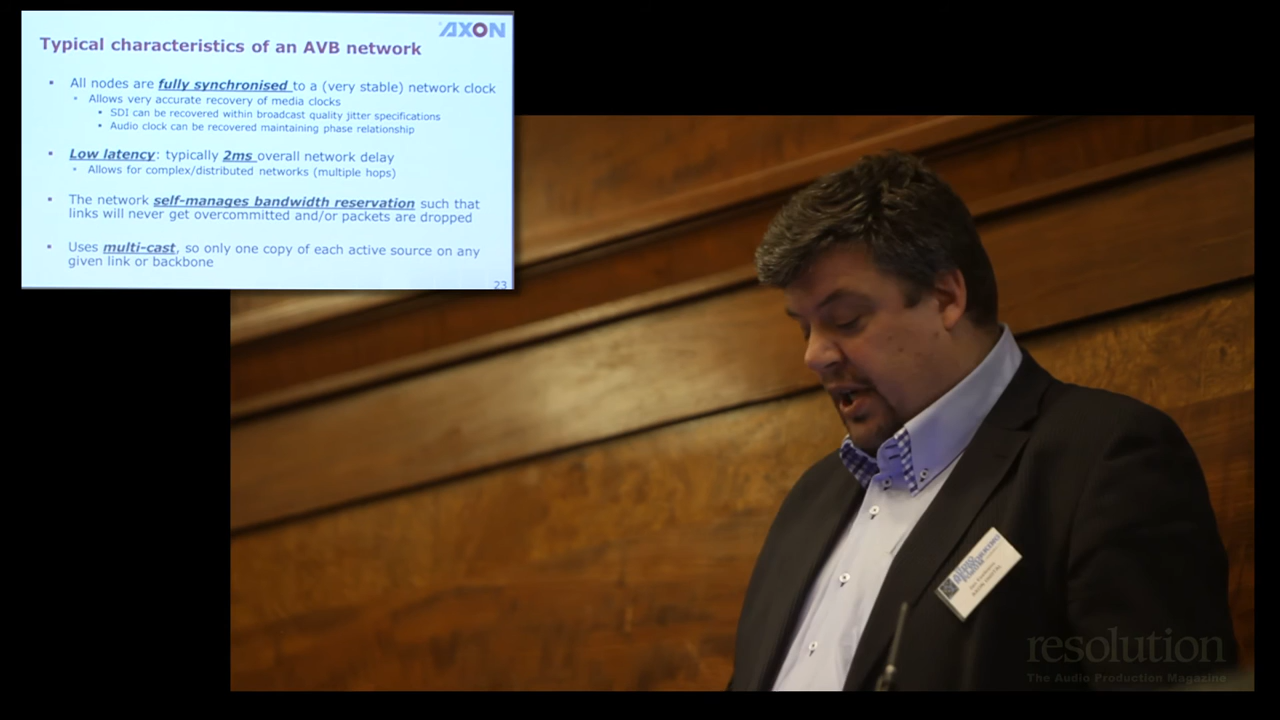 AXON
Typical characteristics of an AVB network
• All nodes are fully synchronised to a (very stable) network clock
• Allows very accurate recovery of media clocks
• SDI can be recovered within broadcast quality jitter specifications
• Audio clock can be recovered maintaining phase relationship
• Low latency: typically 2ms overall network delay
• Allows for complex/distributed networks (multiple hops)
• The network self-manages bandwidth reservation such that
links will never get overcommitted and/or packets are dropped
• Uses multi-cast, so only one copy of each active source on any
given link or backbone
23
resolution
The Audio Production Magazine